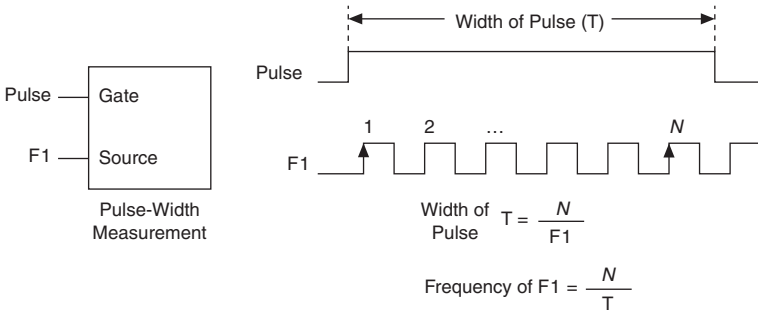 Width of Pulse (T)
Pulse
1 2 ... N
F1
Pulse
Gate
F1
Source
Pulse-Width
Measurement
Width of
Pulse T = N
F1
Frequency of F1 = N
T